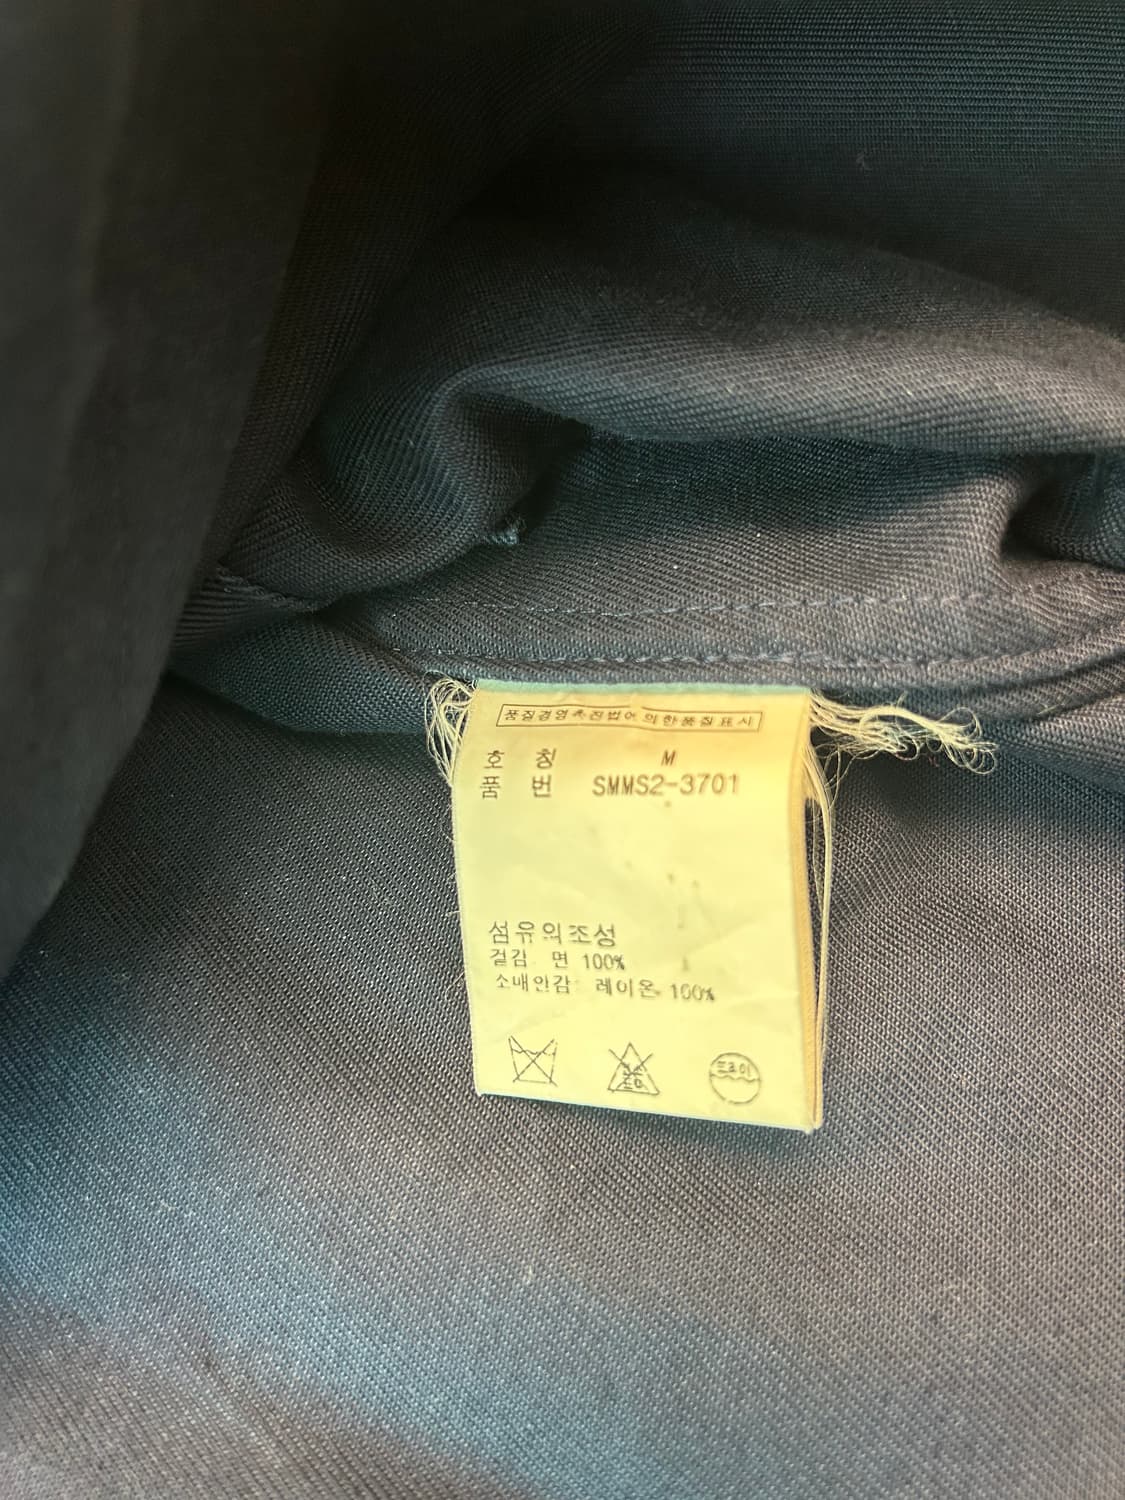 품질경영촉진법에의한품질표시
호 칭 M
품 번 SMMS2-3701
섬유의조성
겉감 면 100%
소매안감: 레이온 100%
드라이